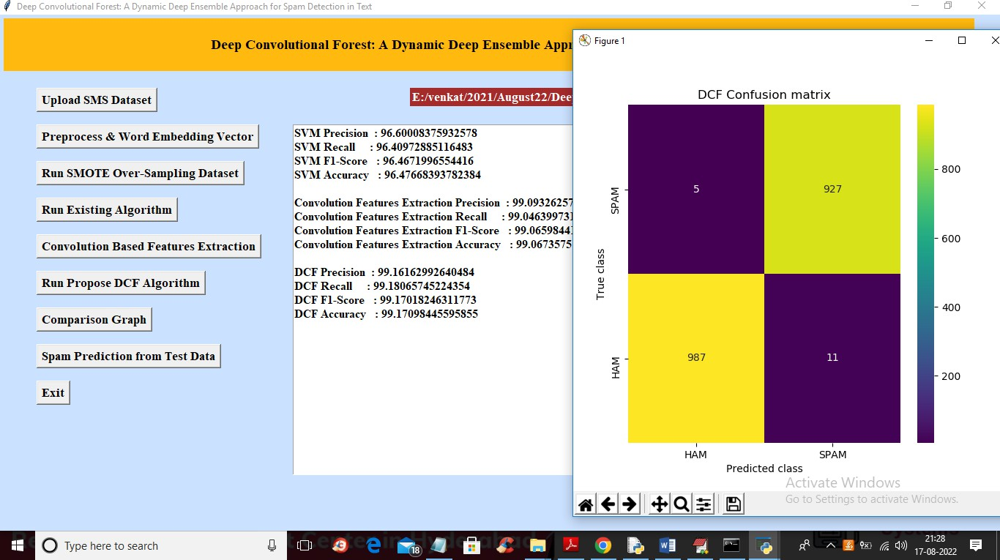 Deep Convolutional Forest: A Dynamic Deep Ensemble Approach for Spam Detection in Text
Deep Convolutional Forest: A Dynamic Deep Ensemble Appr
Upload SMS Dataset
Preprocess & Word Embedding Vector
Run SMOTE Over-Sampling Dataset
Run Existing Algorithm
Convolution Based Features Extraction
Run Propose DCF Algorithm
Comparison Graph
Spam Prediction from Test Data
Exit
E:/venkat/2021/August22/Dee
SVM Precision : 96.60008375932578
SVM Recall : 96.40972885116483
SVM F1-Score : 96.4671996554416
SVM Accuracy : 96.47668393782384
Convolution Features Extraction Precision : 99.09326257
Convolution Features Extraction Recall : 99.04639973
Convolution Features Extraction F1-Score : 99.0659844
Convolution Features Extraction Accuracy : 99.0673575
DCF Precision : 99.16162992640484
DCF Recall : 99.18065745224354
DCF F1-Score : 99.17018246311773
DCF Accuracy : 99.17098445595855
Figure 1
DCF Confusion matrix
True class
SPAM
HAM
5
927
987
11
HAM
SPAM
Predicted class
800
600
400
200
Activate Windows
Go to Settings to activate Windows.
Type here to search
18
21:28
17-08-2022